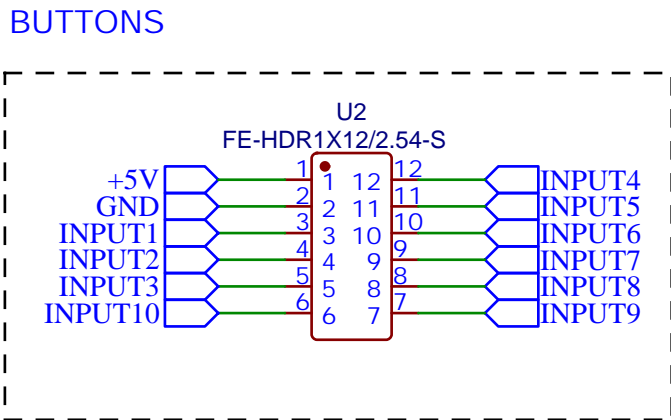 BUTTONS
U2
FE-HDR1X12/2.54-S
+5V 1 1 12 12 INPUT4
GND 2 2 11 11 INPUT5
INPUT1 3 3 10 10 INPUT6
INPUT2 4 4 9 9 INPUT7
INPUT3 5 5 8 8 INPUT8
INPUT10 6 6 7 7 INPUT9